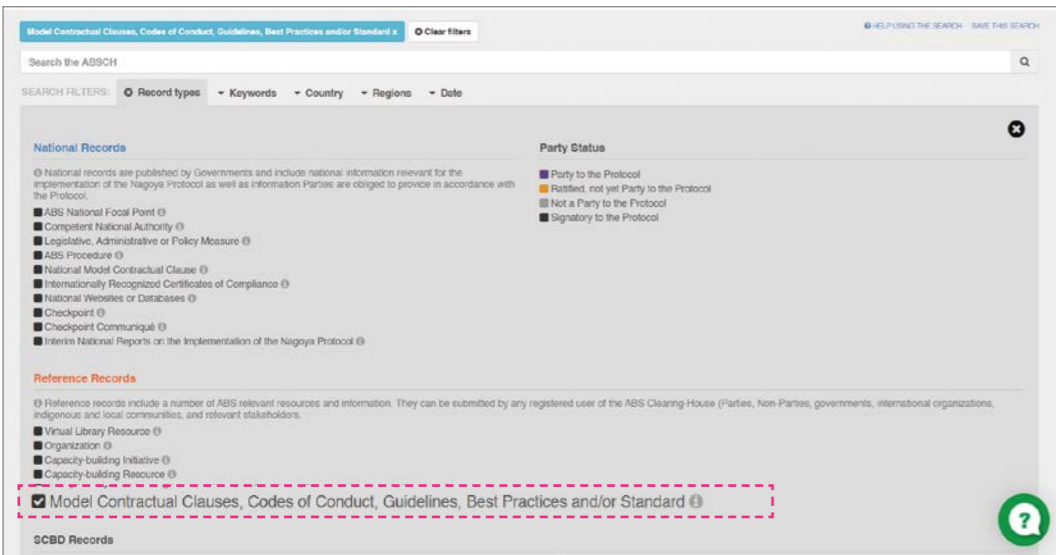 Model Contractual Clauses, Codes of Conduct, Guidelines, Best Practices and/or Standard x
Clear filters
HELP USING THE SEARCH
SAVE THIS SEARCH
Search the ABSCH
SEARCH FILTERS:
Record types
Keywords
Country
Regions
Date
National Records
National records are published by Governments and include national information relevant for the
implementation of the Nagoya Protocol as well as information Parties are obliged to provide in accordance with
the Protocol.
ABS National Focal Point
Competent National Authority
Legislative, Administrative or Policy Measure
ABS Procedure
National Model Contractual Clause
Internationally Recognized Certificates of Compliance
National Websites or Databases
Checkpoint
Checkpoint Communiqué
Interim National Reports on the Implementation of the Nagoya Protocol
Party Status
Party to the Protocol
Ratified, not yet Party to the Protocol
Not a Party to the Protocol
Signatory to the Protocol
Reference Records
Reference records include a number of ABS relevant resources and information. They can be submitted by any registered user of the ABS Clearing-House (Parties, Non-Parties, governments, international organizations,
indigenous and local communities, and relevant stakeholders.
Virtual Library Resource
Organization
Capacity-building Initiative
Capacity-building Resource
Model Contractual Clauses, Codes of Conduct, Guidelines, Best Practices and/or Standard
SCBD Records
?